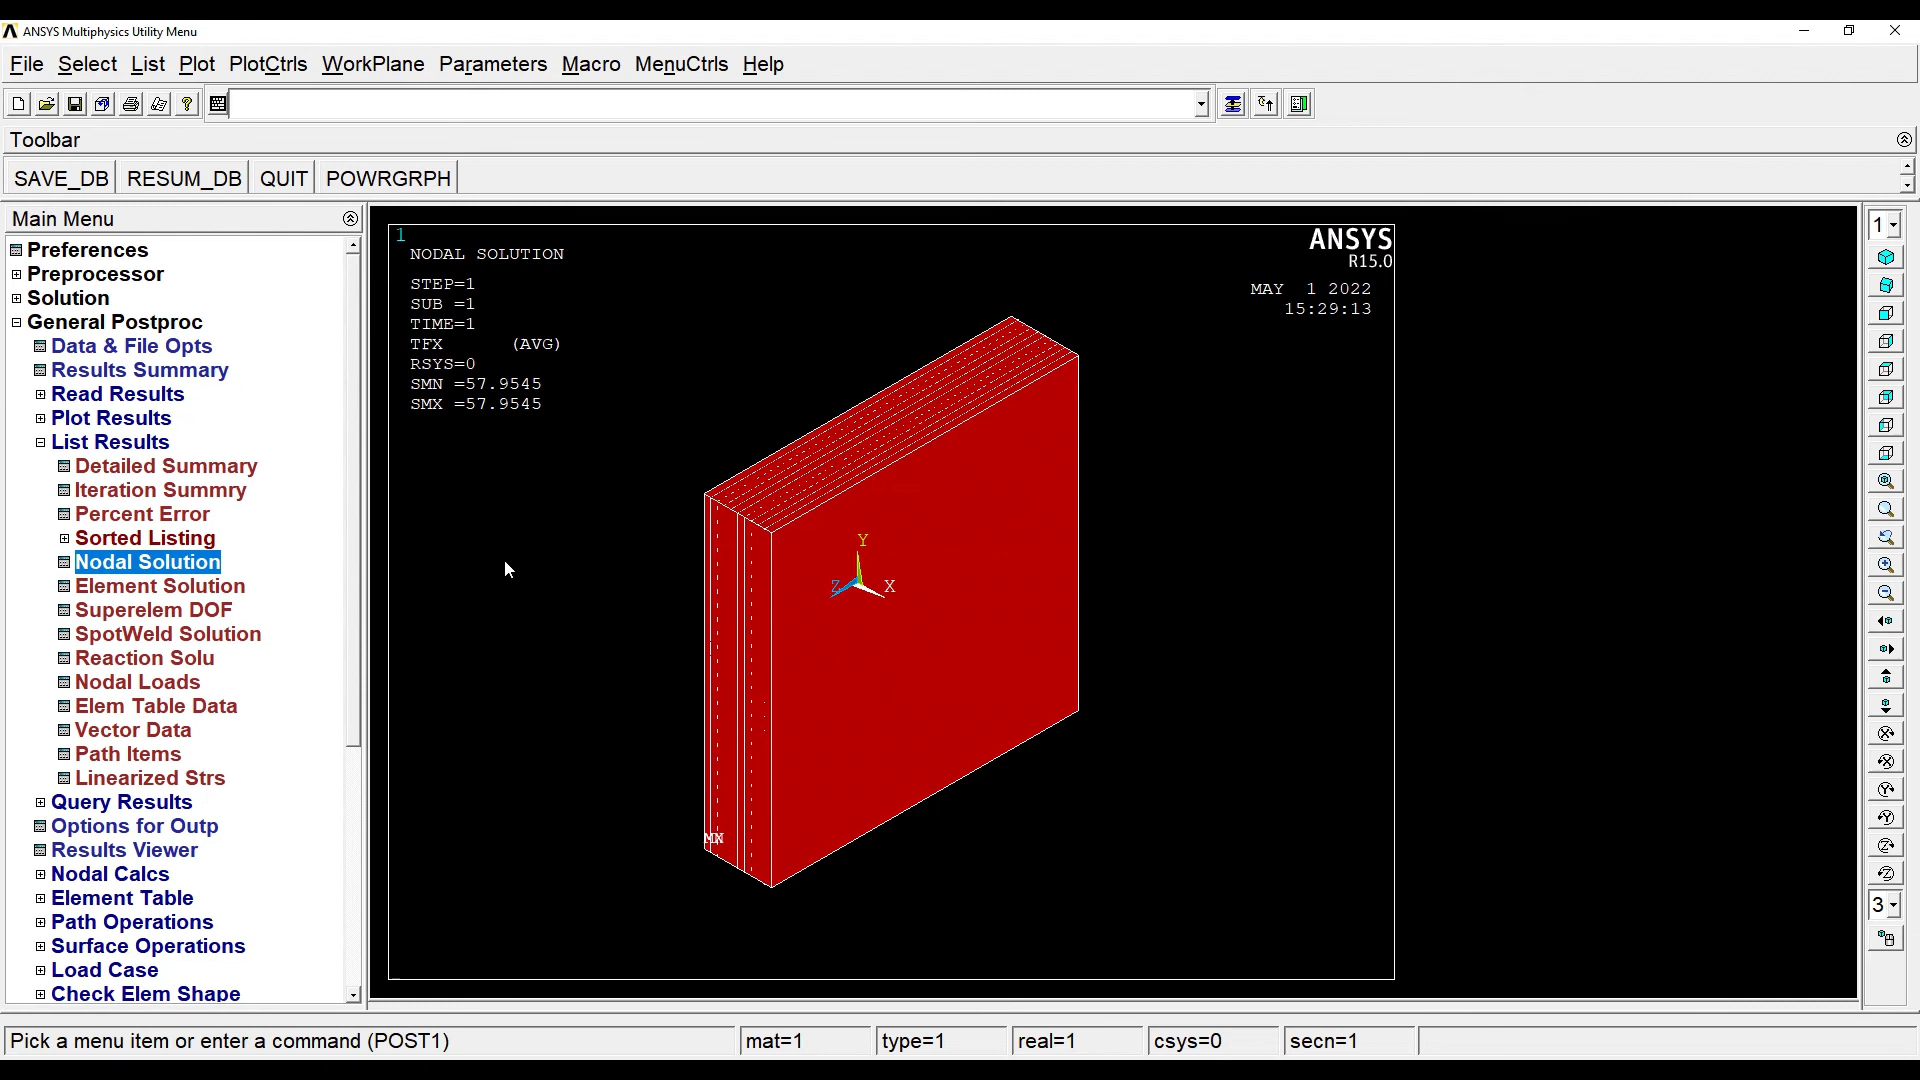 ANSYS Multiphysics Utility Menu
File Select List Plot PlotCtrls WorkPlane Parameters Macro MenuCtrls Help
Toolbar
SAVE_DB RESUM_DB QUIT POWRGRPH
Main Menu
Preferences
Preprocessor
Solution
General Postproc
Data & File Opts
Results Summary
Read Results
Plot Results
List Results
Detailed Summary
Iteration Summry
Percent Error
Sorted Listing
Nodal Solution
Element Solution
Superelem DOF
SpotWeld Solution
Reaction Solu
Nodal Loads
Elem Table Data
Vector Data
Path Items
Linearized Strs
Query Results
Options for Outp
Results Viewer
Nodal Calcs
Element Table
Path Operations
Surface Operations
Load Case
Check Elem Shape
1
NODAL SOLUTION
STEP=1
SUB =1
TIME=1
TFX (AVG)
RSYS=0
SMN =57.9545
SMX =57.9545
ANSYS
R15.0
MAY 1 2022
15:29:13
Y
Z X
1
3
Pick a menu item or enter a command (POST1) mat=1 type=1 real=1 csys=0 secn=1